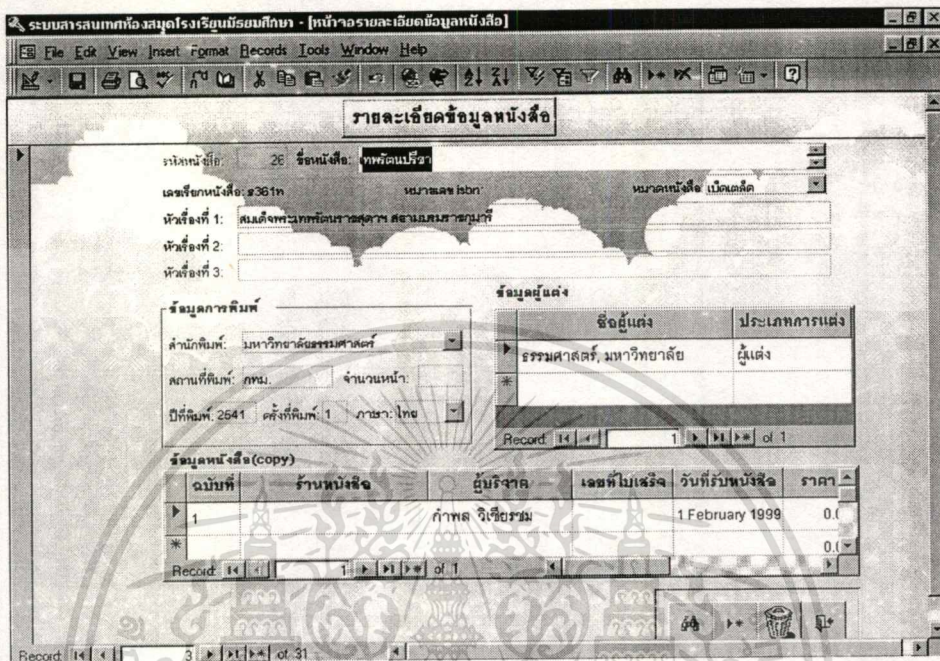 ระบบสารสนเทศห้องสมุดโรงเรียนมัธยมศึกษา - [หน้าจอรายละเอียดข้อมูลหนังสือ]
File Edit View Insert Format Records Tools Window Help
รายละเอียดข้อมูลหนังสือ
รหัสหนังสือ: 26 ชื่อหนังสือ: เทพรัตนปรีชา
เลขเรียกหนังสือ: ส361ท หมายเลข isbn: หมวดหนังสือ เบ็ดเตล็ด
หัวเรื่องที่ 1: สมเด็จพระเทพรัตนราชสุดาฯ สยามบรมราชกุมารี
หัวเรื่องที่ 2:
หัวเรื่องที่ 3:
ข้อมูลการพิมพ์
สำนักพิมพ์: มหาวิทยาลัยธรรมศาสตร์
สถานที่พิมพ์: กทม. จำนวนหน้า:
ปีที่พิมพ์: 2541 ครั้งที่พิมพ์: 1 ภาษา: ไทย
ข้อมูลผู้แต่ง
ชื่อผู้แต่ง ประเภทการแต่ง
ธรรมศาสตร์, มหาวิทยาลัย ผู้แต่ง
Record: 1 of 1
ข้อมูลหนังสือ(copy)
ฉบับที่ ร้านหนังสือ ผู้บริจาค เลขที่ใบเสร็จ วันที่รับหนังสือ ราคา
1 กำพล วิเชียรชม 1 February 1999 0.0
0.0
Record: 1 of 1
Record: 3 of 31